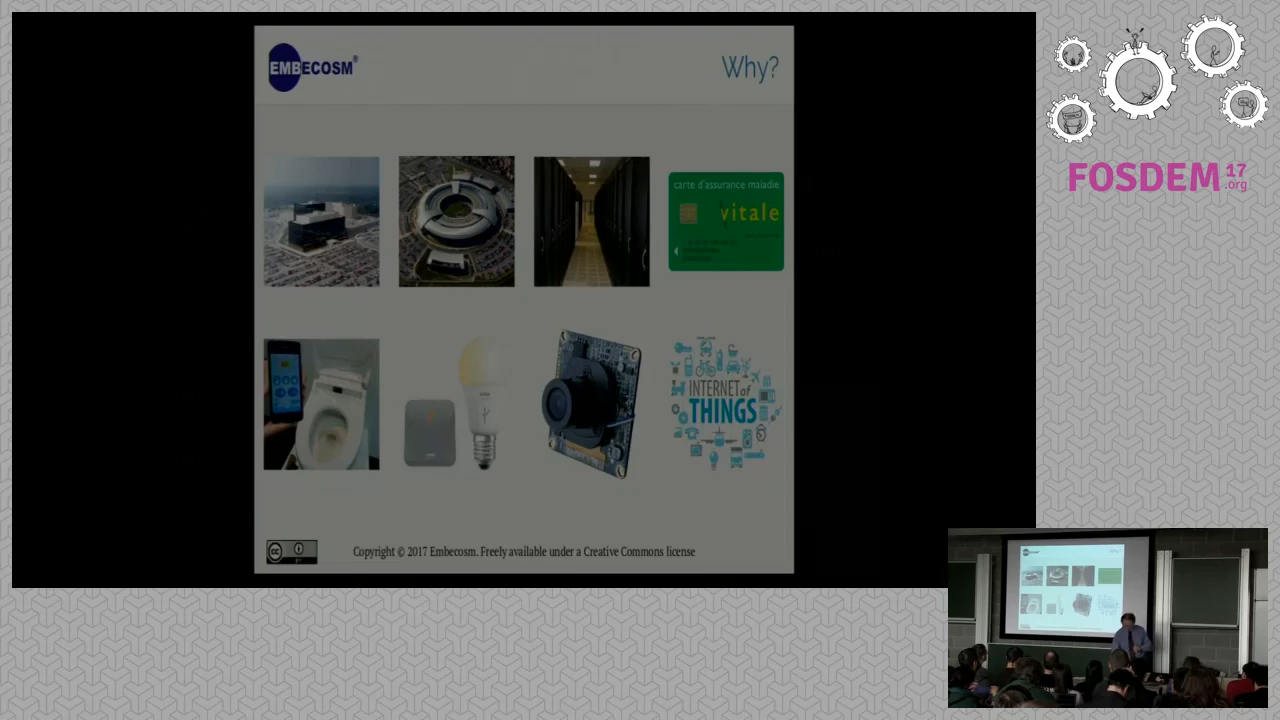 EMBECOSM®
Why?
carte d'assurance maladie
vitale
INTERNET of
THINGS
Copyright © 2017 Embecosm. Freely available under a Creative Commons license
FOSDEM 17
.org